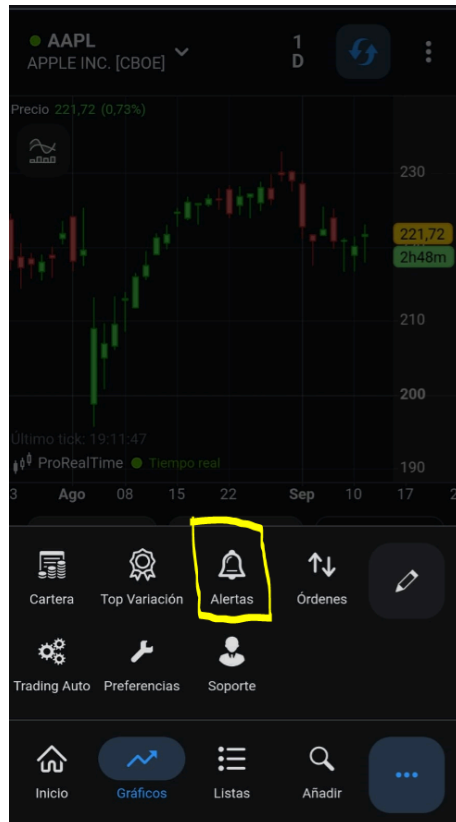 AAPL
APPLE INC. [CBOE]
1
D
Precio 221,72 (0,73%)
230
221,72
2h48m
210
200
Último tick: 19:11:47
ProRealTime Tiempo real
190
3 Ago 08 15 22 Sep 10 17 2
Cartera Top Variación Alertas Órdenes
Trading Auto Preferencias Soporte
Inicio Gráficos Listas Añadir